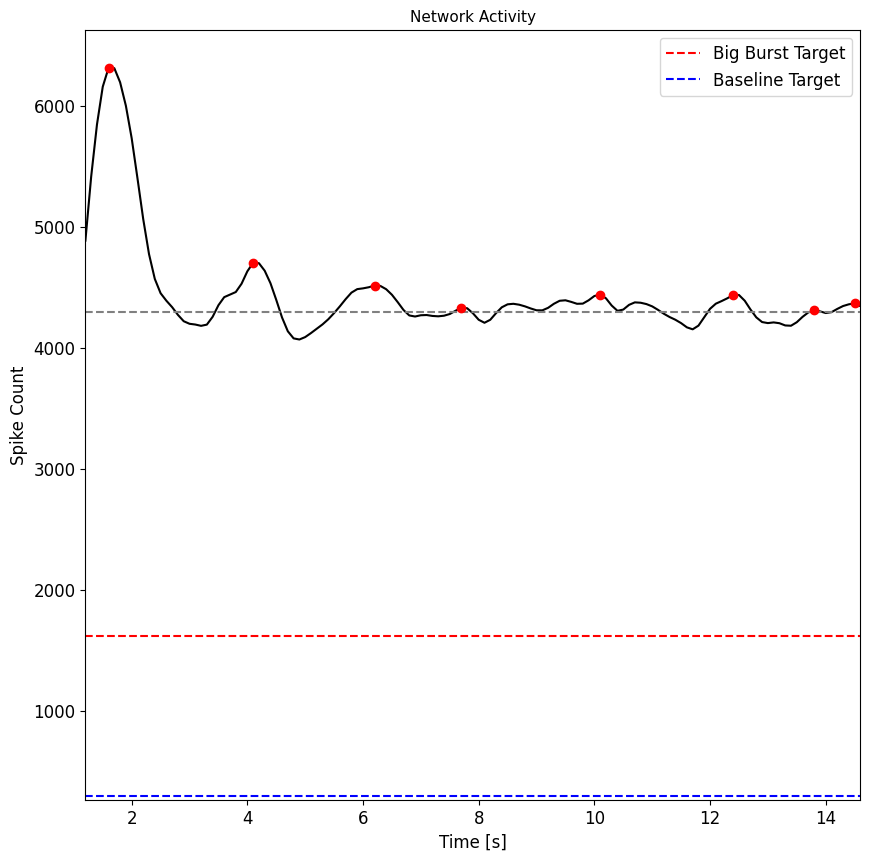 Network Activity
Big Burst Target
Baseline Target
6000
5000
4000
3000
2000
1000
Spike Count
2 4 6 8 10 12 14
Time [s]